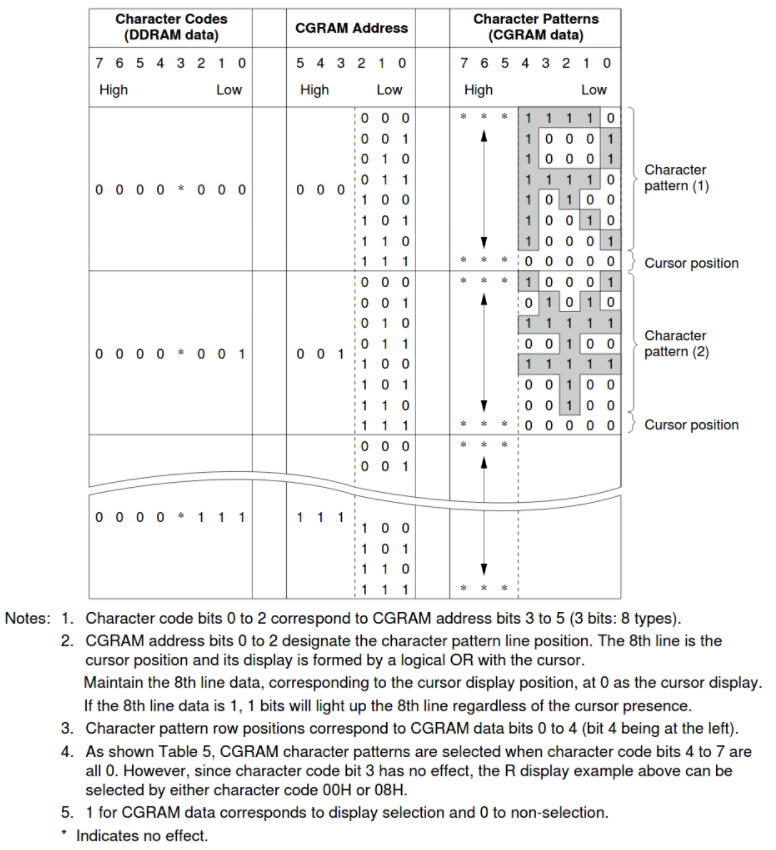 Character Codes
(DDRAM data)
CGRAM Address
Character Patterns
(CGRAM data)
7 6 5 4 3 2 1 0
5 4 3 2 1 0
7 6 5 4 3 2 1 0
High Low
High Low
High Low
0 0 0 * * * 1 1 1 1 0
0 0 1 1 0 0 0 1
0 1 0 1 0 0 0 1
0 1 1 1 1 1 1 0
Character
pattern (1)
0 0 0 0 * 0 0 0 0 0 0
1 0 0 1 0 1 0 0
1 0 1 1 0 0 1 0
1 1 0 1 0 0 0 1
1 1 1 * * * 0 0 0 0 0 Cursor position
0 0 0 * * * 1 0 0 0 1
0 0 1 0 1 0 1 0
0 1 0 1 1 1 1 1
0 1 1 0 0 1 0 0
Character
pattern (2)
0 0 0 0 * 0 0 1 0 0 1
1 0 0 1 1 1 1 1
1 0 1 0 0 1 0 0
1 1 0 0 0 1 0 0
1 1 1 * * * 0 0 0 0 0 Cursor position
0 0 0 * * *
0 0 1
0 0 0 0 * 1 1 1 1 1 1
1 0 0
1 0 1
1 1 0
1 1 1 * * *
Notes: 1. Character code bits 0 to 2 correspond to CGRAM address bits 3 to 5 (3 bits: 8 types).
2. CGRAM address bits 0 to 2 designate the character pattern line position. The 8th line is the
cursor position and its display is formed by a logical OR with the cursor.
Maintain the 8th line data, corresponding to the cursor display position, at 0 as the cursor display.
If the 8th line data is 1, 1 bits will light up the 8th line regardless of the cursor presence.
3. Character pattern row positions correspond to CGRAM data bits 0 to 4 (bit 4 being at the left).
4. As shown Table 5, CGRAM character patterns are selected when character code bits 4 to 7 are
all 0. However, since character code bit 3 has no effect, the R display example above can be
selected by either character code 00H or 08H.
5. 1 for CGRAM data corresponds to display selection and 0 to non-selection.
* Indicates no effect.